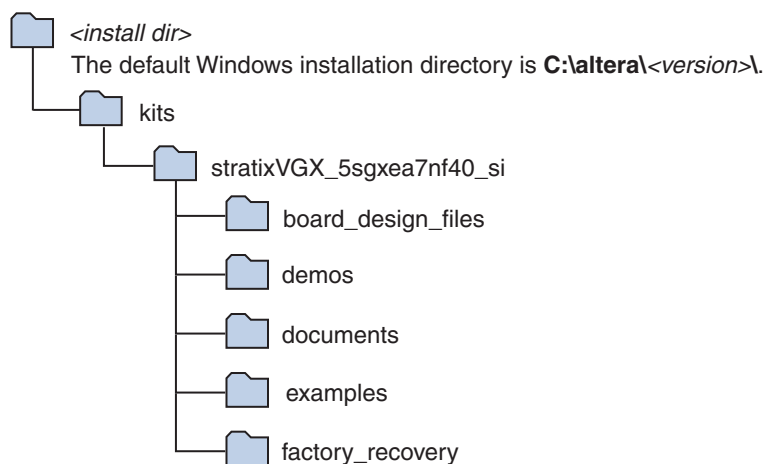 <install dir>
The default Windows installation directory is C:\altera\<version>\.
kits
stratixVGX_5sgxea7nf40_si
board_design_files
demos
documents
examples
factory_recovery